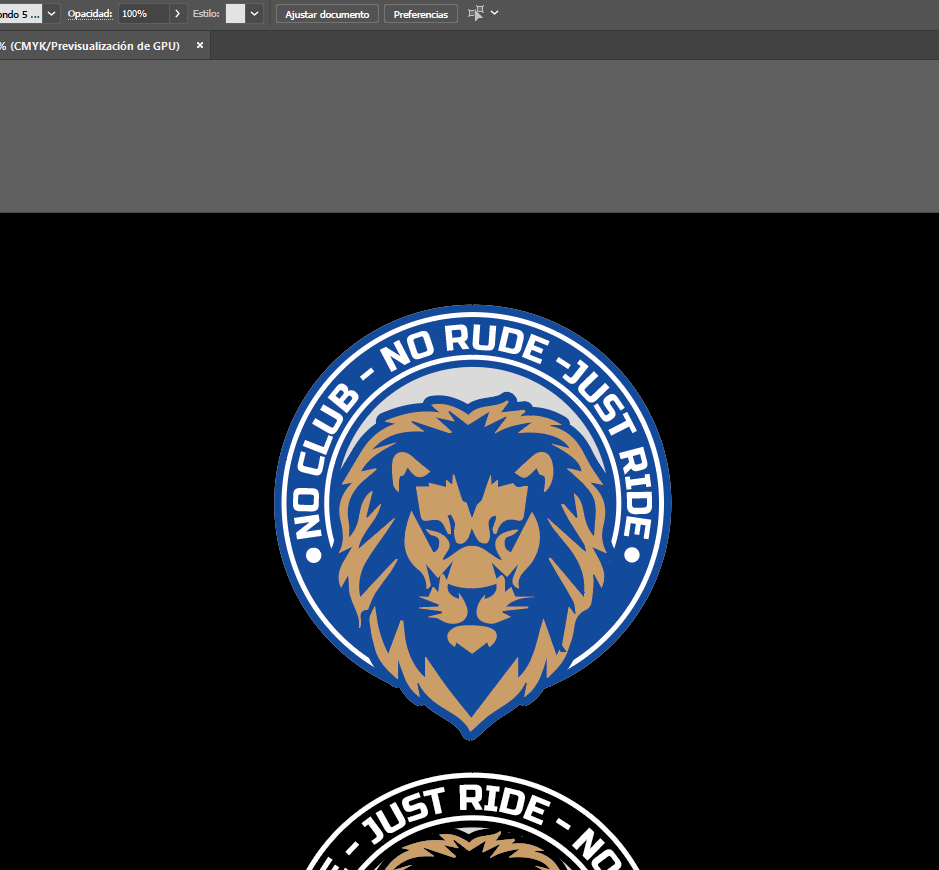 ondo 5 ... Opacidad: 100% Estilo: Ajustar documento Preferencias
% (CMYK/Previsualización de GPU) ×
NO CLUB - NO RUDE -JUST RIDE
- JUST RIDE - NO